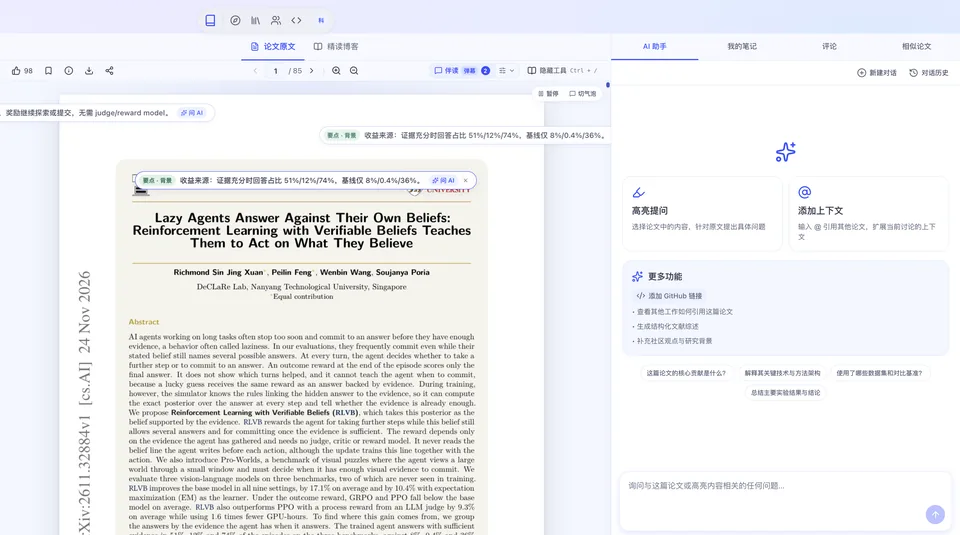 科
论文原文
精读博客
98
1 / 85
伴读 弹幕 2
隐藏工具 Ctrl + /
暂停
切气泡
、奖励继续探索或提交，无需 judge/reward model。 问 AI
要点 · 背景 收益来源：证据充分时回答占比 51%/12%/74%，基线仅 8%/0.4%/36%。
要点 · 背景 收益来源：证据充分时回答占比 51%/12%/74%，基线仅 8%/0.4%/36%。 问 AI ×
UNIVERSITY
Lazy Agents Answer Against Their Own Beliefs:
Reinforcement Learning with Verifiable Beliefs Teaches
Them to Act on What They Believe
Richmond Sin Jing Xuan*, Peilin Feng*, Wenbin Wang, Soujanya Poria
DeCLaRe Lab, Nanyang Technological University, Singapore
*Equal contribution
Abstract
AI agents working on long tasks often stop too soon and commit to an answer before they have enough
evidence, a behavior often called laziness. In our evaluations, they frequently commit even while their
stated belief still names several possible answers. At every turn, the agent decides whether to take a
further step or to commit to an answer. An outcome reward at the end of the episode scores only the
final answer. It does not show which turns helped, and it cannot teach the agent when to commit,
because a lucky guess receives the same reward as an answer backed by evidence. During training,
however, the simulator knows the rules linking the hidden answer to the evidence, so it can compute
the exact posterior over the answer at every step and tell whether the evidence is already enough.
We propose Reinforcement Learning with Verifiable Beliefs (RLVB), which takes this posterior as the
belief supported by the evidence. RLVB rewards the agent for taking further steps while this belief still
allows several answers and for committing once the evidence is sufficient. The reward depends only
on the evidence the agent has gathered and needs no judge, critic or reward model. It never reads the
belief line the agent writes before each action, although the update trains this line together with the
action. We also introduce Pro-Worlds, a benchmark of visual puzzles where the agent views a large
world through a small window and must decide when it has enough visual evidence to commit. We
evaluate three vision-language models on three benchmarks, two of which are never seen in training.
RLVB improves the base model in all nine settings, by 17.1% on average and by 10.4% with expectation
maximization (EM) as the learner. Under the outcome reward, GRPO and PPO fall below the base
model on average. RLVB also outperforms PPO with a process reward from an LLM judge by 9.3%
on average while using 1.6 times fewer GPU-hours. To find where this gain comes from, we group
the answers by the evidence the agent has when it answers. The trained agent answers with sufficient
arXiv:2611.32884v1 [cs.AI] 24 Nov 2026
AI 助手
我的笔记
评论
相似论文
新建对话
对话历史
高亮提问
选择论文中的内容，针对原文提出具体问题
添加上下文
输入 @ 引用其他论文，扩展当前讨论的上下
文
更多功能
添加 GitHub 链接
• 查看其他工作如何引用这篇论文
• 生成结构化文献综述
• 补充社区观点与研究背景
这篇论文的核心贡献是什么？
解释其关键技术与方法架构
使用了哪些数据集和对比基准？
总结主要实验结果与结论
询问与这篇论文或高亮内容相关的任何问题...